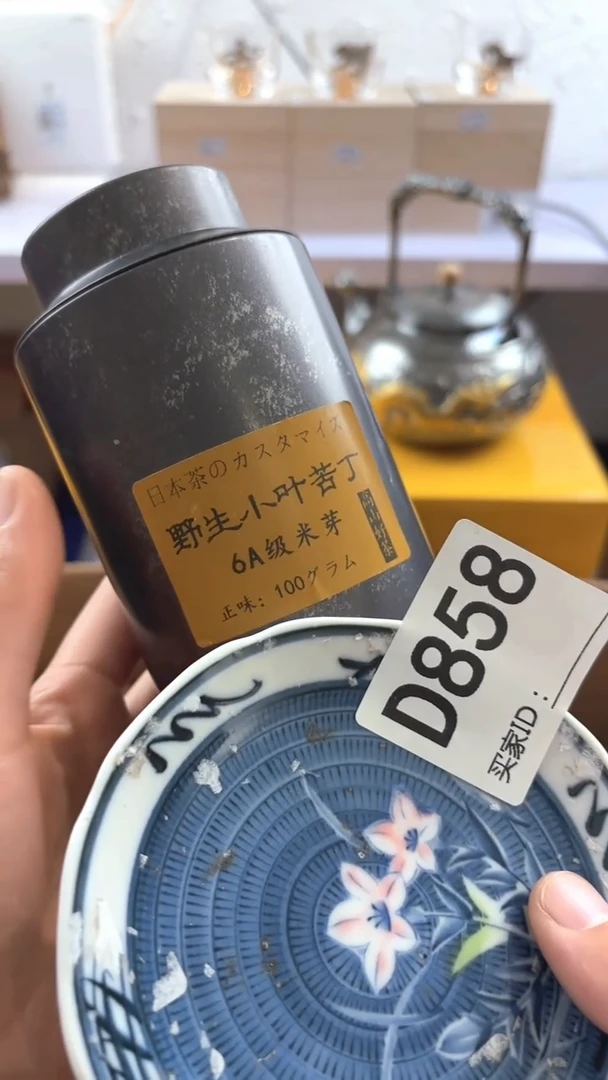 日本茶のカスタマイズ
野生小叶苦丁
6A级米芽
正味: 100グラム
D858
买家ID: